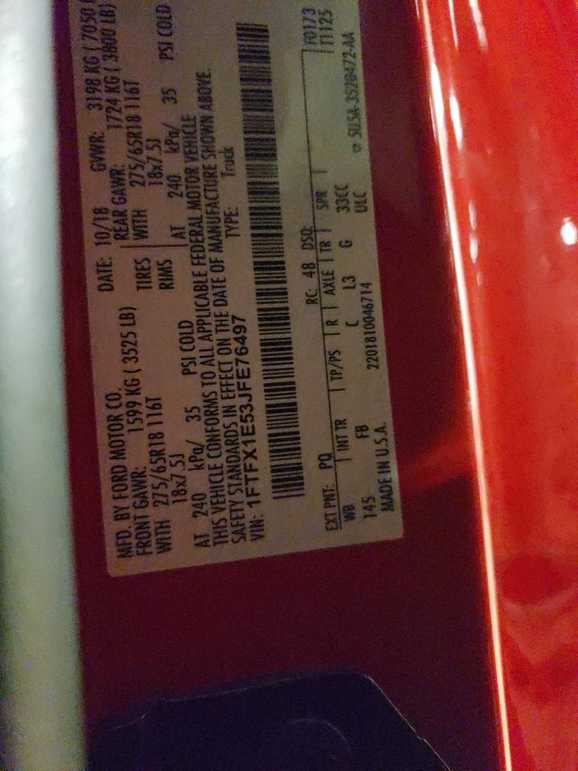 MFD. BY FORD MOTOR CO.
DATE: 10/18 GVWR: 3198 KG ( 7050
FRONT GAWR: 1599 KG ( 3525 LB)
REAR GAWR: 1724 KG ( 3800 LB)
WITH 275/65R18 116T TIRES
WITH 275/65R18 116T
18x7.5J RIMS
18x7.5J
AT 240 kPa/ 35 PSI COLD
AT 240 kPa/ 35 PSI COLD
THIS VEHICLE CONFORMS TO ALL APPLICABLE FEDERAL MOTOR VEHICLE
SAFETY STANDARDS IN EFFECT ON THE DATE OF MANUFACTURE SHOWN ABOVE.
VIN: 1FTFX1E53JFE76497
TYPE: Truck
F0173
T1125
EXT PNT: PQ RC: 48 DSO:
WB INT TR TP/PS R AXLE TR SPR
145 FB C L3 G 33CC
MADE IN U.S.A. 2201810046714 ULC